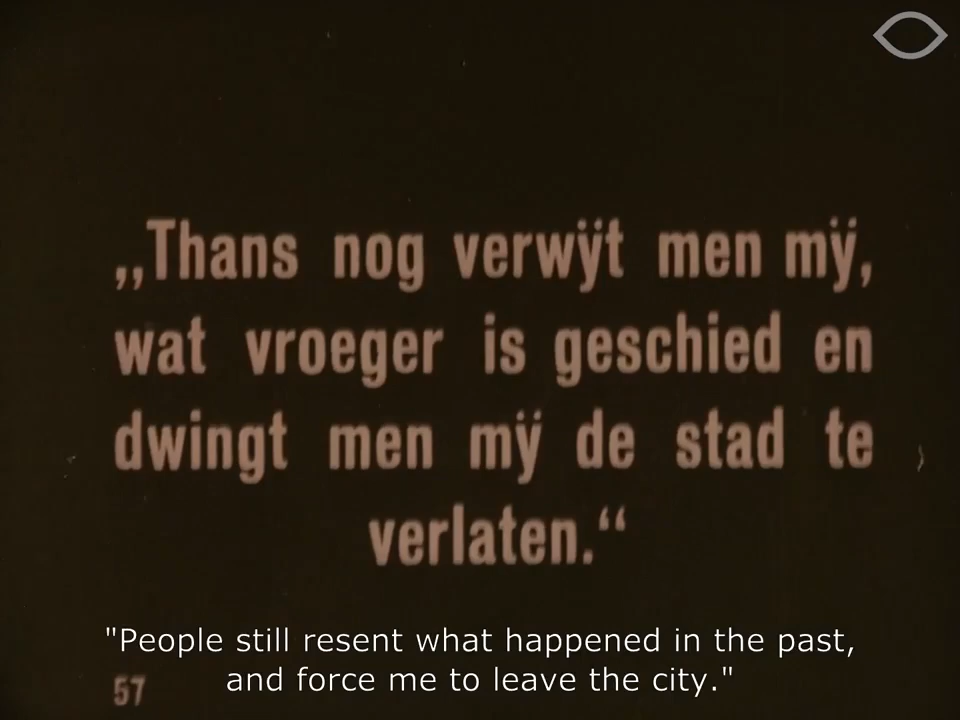 „Thans nog verwÿt men mÿ,
wat vroeger is geschied en
dwingt men mÿ de stad te
verlaten.“
"People still resent what happened in the past,
57 and force me to leave the city."